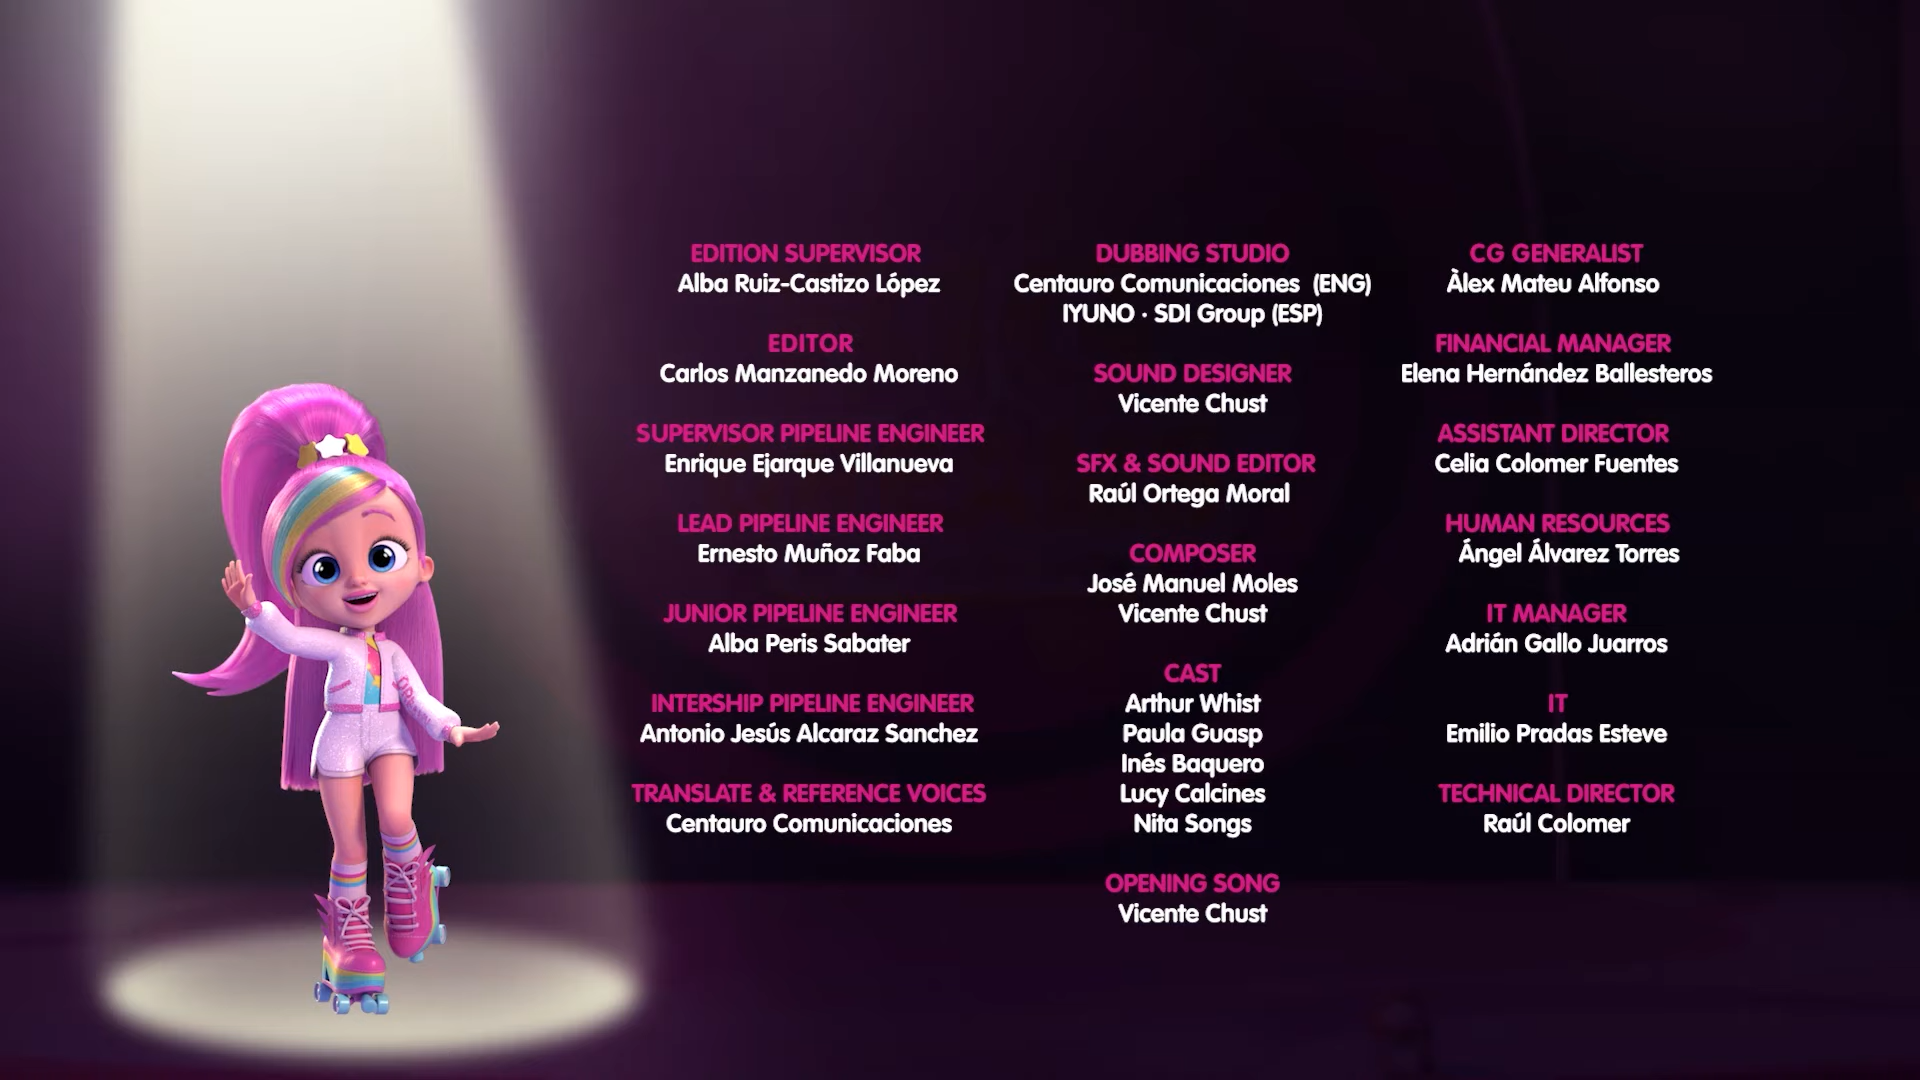 EDITION SUPERVISOR
Alba Ruiz-Castizo López
EDITOR
Carlos Manzanedo Moreno
SUPERVISOR PIPELINE ENGINEER
Enrique Ejarque Villanueva
LEAD PIPELINE ENGINEER
Ernesto Muñoz Faba
JUNIOR PIPELINE ENGINEER
Alba Peris Sabater
INTERSHIP PIPELINE ENGINEER
Antonio Jesús Alcaraz Sanchez
TRANSLATE & REFERENCE VOICES
Centauro Comunicaciones
DUBBING STUDIO
Centauro Comunicaciones (ENG)
IYUNO · SDI Group (ESP)
SOUND DESIGNER
Vicente Chust
SFX & SOUND EDITOR
Raúl Ortega Moral
COMPOSER
José Manuel Moles
Vicente Chust
CAST
Arthur Whist
Paula Guasp
Inés Baquero
Lucy Calcines
Nita Songs
OPENING SONG
Vicente Chust
CG GENERALIST
Àlex Mateu Alfonso
FINANCIAL MANAGER
Elena Hernández Ballesteros
ASSISTANT DIRECTOR
Celia Colomer Fuentes
HUMAN RESOURCES
Ángel Álvarez Torres
IT MANAGER
Adrián Gallo Juarros
IT
Emilio Pradas Esteve
TECHNICAL DIRECTOR
Raúl Colomer